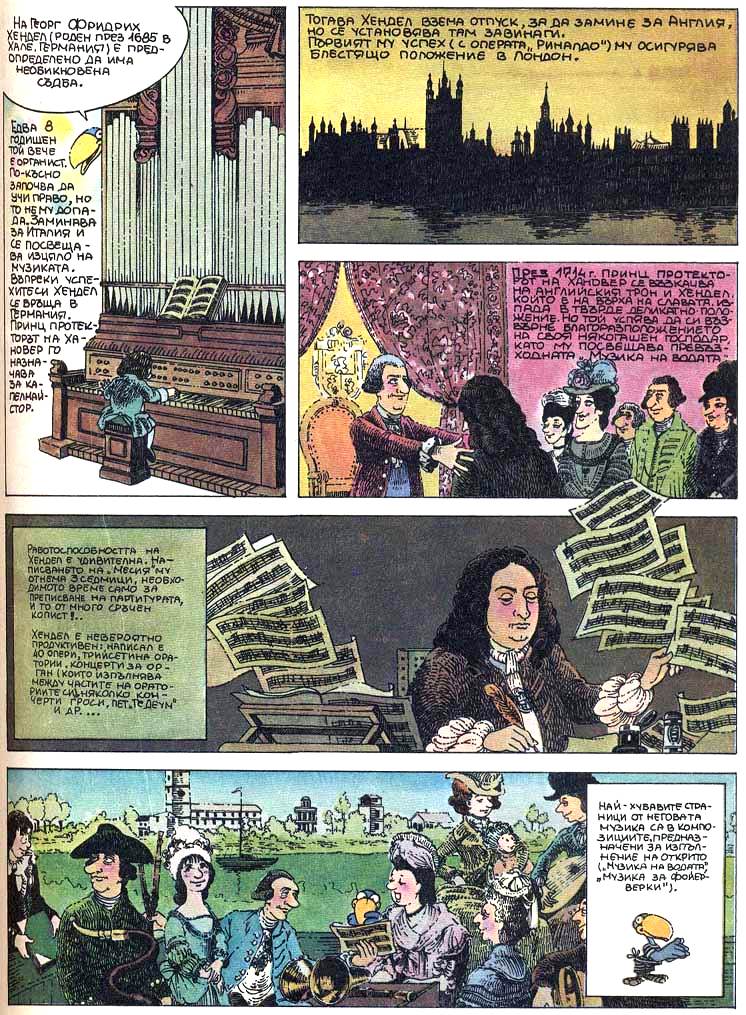 На Георг Фридрих
Хендел (роден през 1685 в
Хале, Германия) е пред-
определено да има
необикновена
съдба.
Едва 8
годишен
той вече
е органист.
По-късно
започва да
учи право, но
то не му допа-
да. Заминава
за Италия и
се посвеща-
ва изцяло на
музиката.
Въпреки успе-
хите си Хендел
се връща в
Германия.
Принц протек-
торът на Ха-
новер го
назна-
чава
за ка-
пелмай-
стор.
Тогава Хендел взема отпуск, за да замине за Англия,
но се установява там завинаги.
Първият му успех (с операта „Риналдо") му осигурява
блестящо положение в Лондон.
През 1714 г. принц протекто-
рът на Хановер се възкачва
на английския трон и Хендел,
който е на върха на славата, из-
пада в твърде деликатно поло-
жение. Но той успява да си въз-
върне благоразположението
на своя някогашен господар,
като му посвещава превъз-
ходната „Музика на водата".
Работоспособността на
Хендел е удивителна. На-
писването на „Месия" му
отнема 3 седмици, необхо-
димото време само за
преписване на партитурата,
и то от много сръчен
копист!..
Хендел е невероятно
продуктивен: написал е
40 опери, трийсетина ора-
тории, концерти за ор-
ган (които изпълнява
между частите на орато-
риите си), няколко кон-
черти гроси, пет „Те Деум"
и др. ...
Най-хубавите стра-
ници от неговата
музика са в компо-
зициите, предназ-
начени за изпъл-
нение на открито
(„Музика на водата",
„Музика за фойер-
верки").